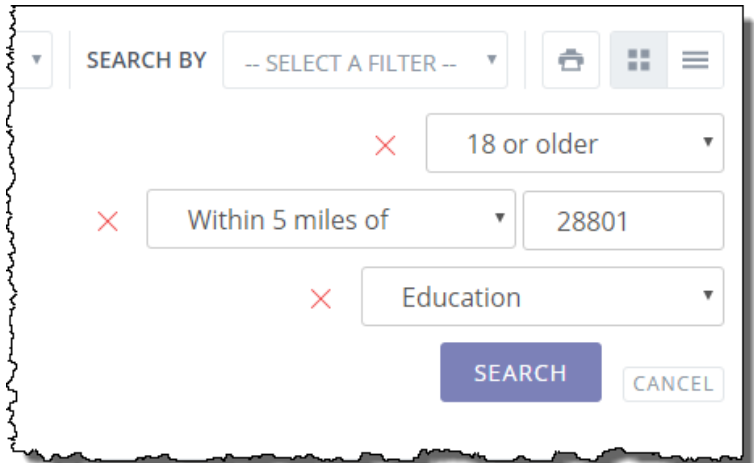 SEARCH BY -- SELECT A FILTER --
18 or older
Within 5 miles of 28801
Education
SEARCH CANCEL